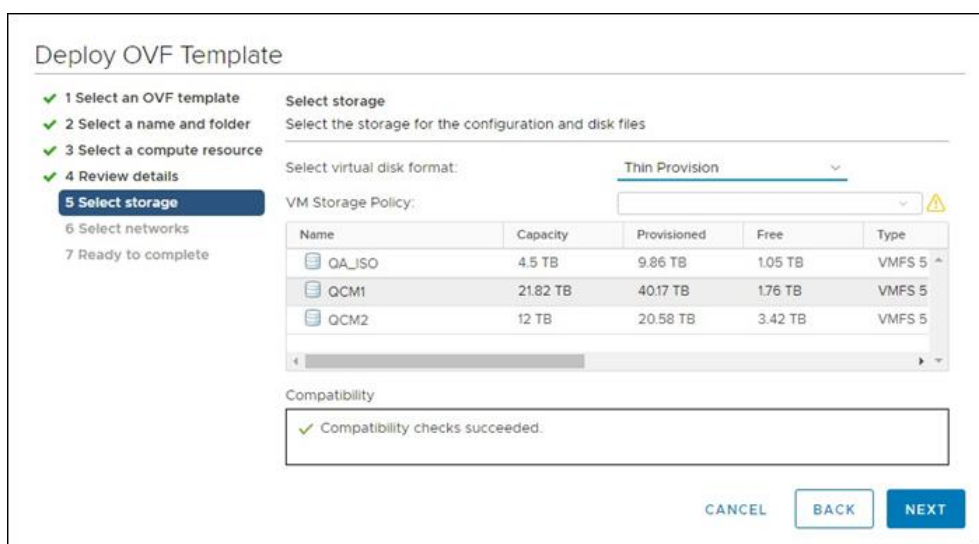 Deploy OVF Template
1 Select an OVF template
2 Select a name and folder
3 Select a compute resource
4 Review details
5 Select storage
6 Select networks
7 Ready to complete
Select storage
Select the storage for the configuration and disk files
Select virtual disk format: Thin Provision
VM Storage Policy:
Name Capacity Provisioned Free Type
QA_ISO 4.5 TB 9.86 TB 1.05 TB VMFS 5
QCM1 21.82 TB 40.17 TB 1.76 TB VMFS 5
QCM2 12 TB 20.58 TB 3.42 TB VMFS 5
Compatibility
Compatibility checks succeeded.
CANCEL BACK NEXT